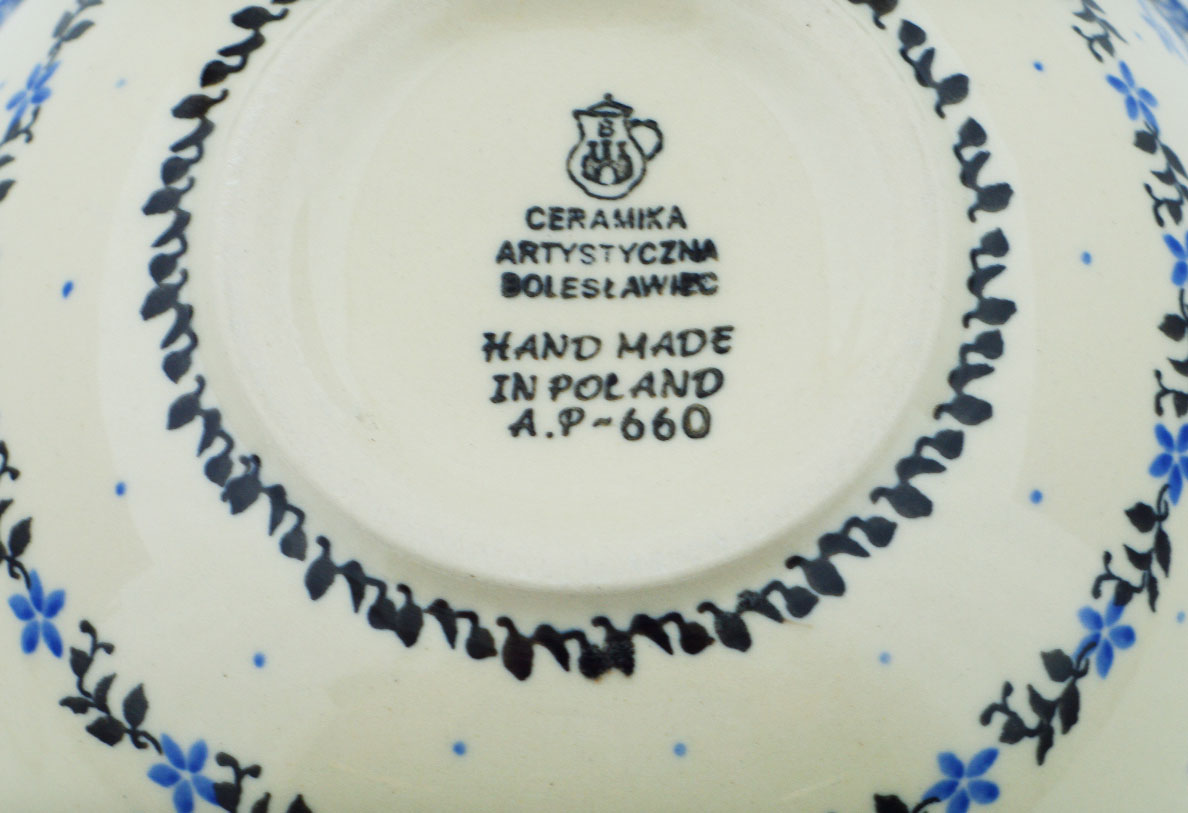 B
CERAMIKA
ARTYSTYCZNA
BOLESŁAWIEC
HAND MADE
IN POLAND
A.P~660